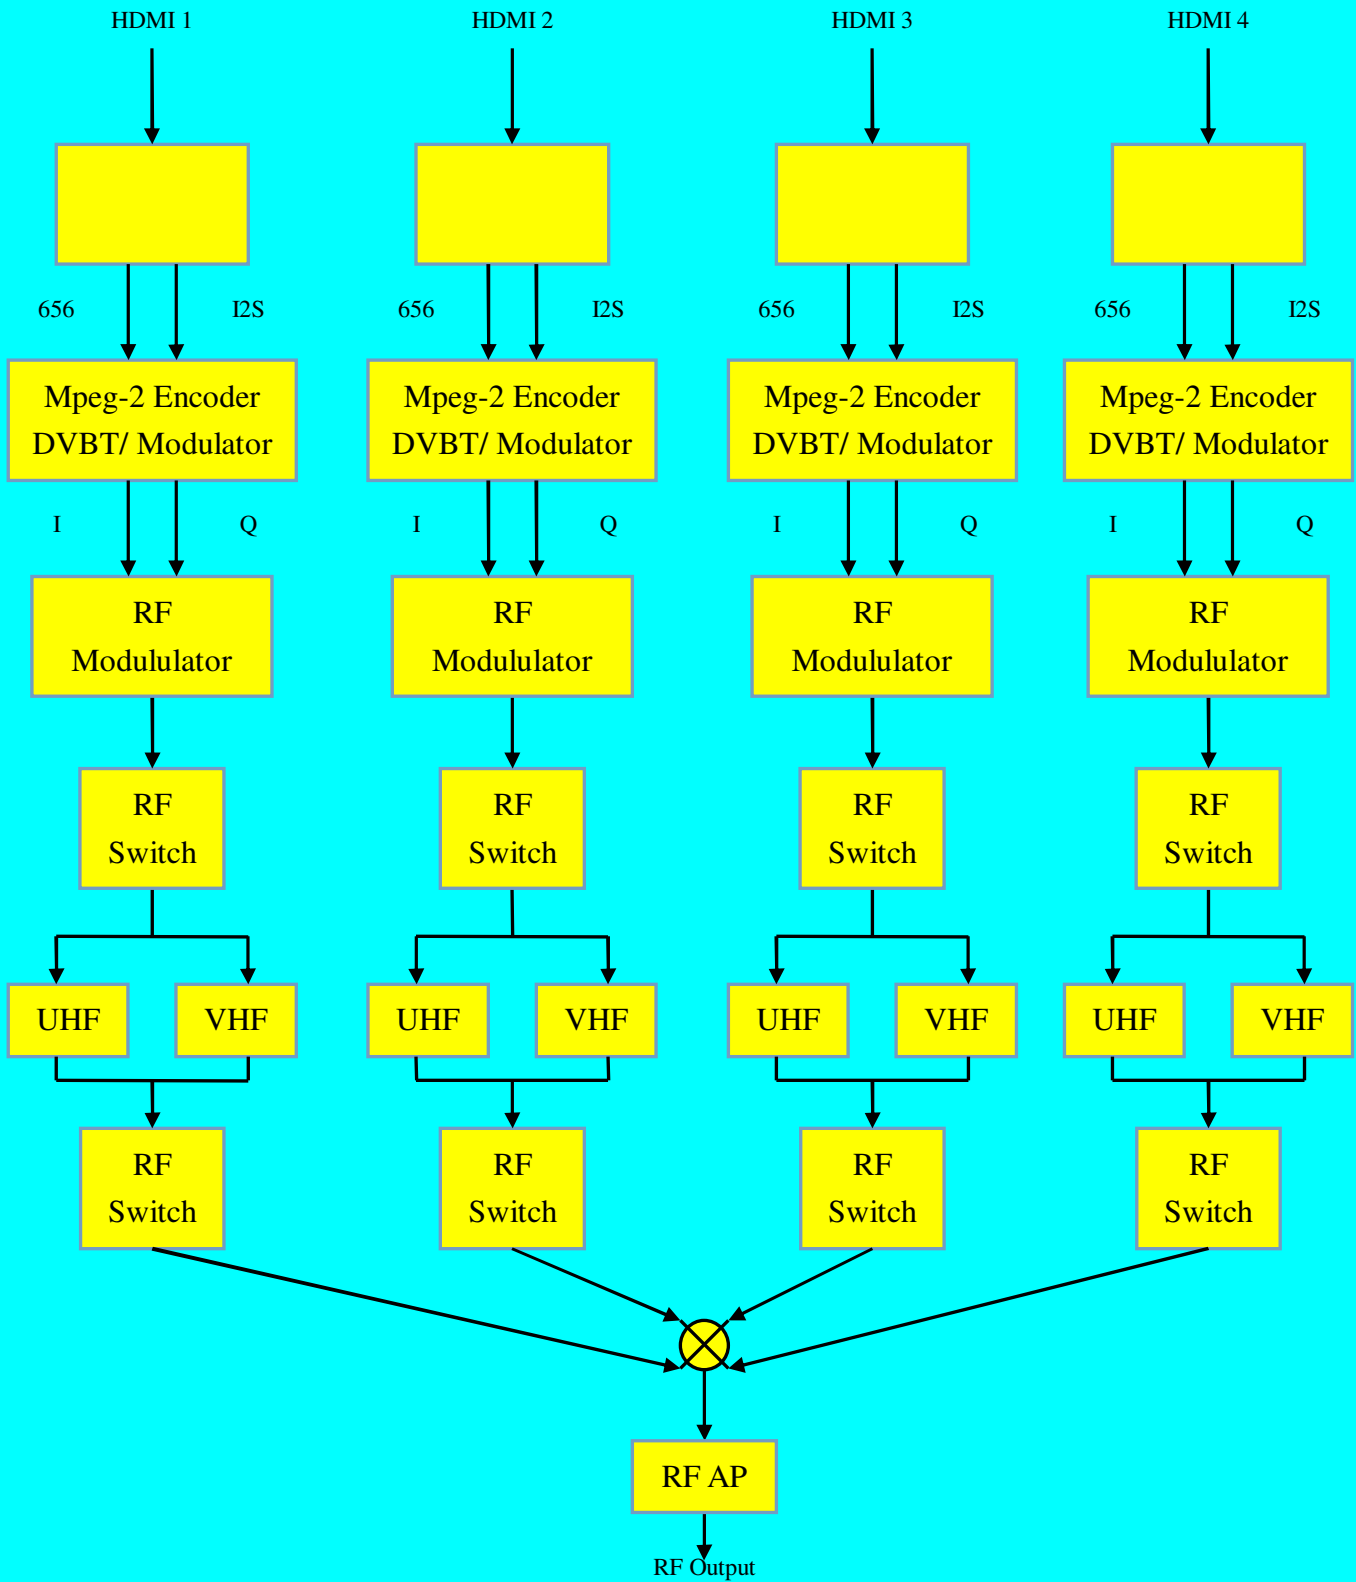 HDMI 1 HDMI 2 HDMI 3 HDMI 4
656 I2S 656 I2S 656 I2S 656 I2S
Mpeg-2 Encoder Mpeg-2 Encoder Mpeg-2 Encoder Mpeg-2 Encoder
DVBT/ Modulator DVBT/ Modulator DVBT/ Modulator DVBT/ Modulator
I Q I Q I Q I Q
RF RF RF RF
Modululator Modululator Modululator Modululator
RF RF RF RF
Switch Switch Switch Switch
UHF VHF UHF VHF UHF VHF UHF VHF
RF RF RF RF
Switch Switch Switch Switch
RF AP
RF Output